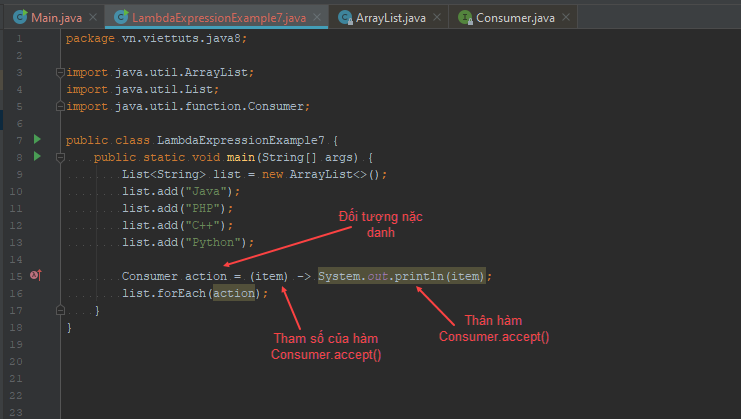 Main.java × LambdaExpressionExample7.java × ArrayList.java × Consumer.java ×
1 package vn.viettuts.java8;
2
3 import java.util.ArrayList;
4 import java.util.List;
5 import java.util.function.Consumer;
6
7 public class LambdaExpressionExample7 {
8 public static void main(String[] args) {
9 List<String> list = new ArrayList<>();
10 list.add("Java");
11 list.add("PHP");
12 list.add("C++");
13 list.add("Python");
Đối tượng nặc
danh
14
15 Consumer action = (item) -> System.out.println(item);
16 list.forEach(action);
17 }
18 }
Tham số của hàm
Consumer.accept()
Thân hàm
Consumer.accept()
19
20
21
22
23